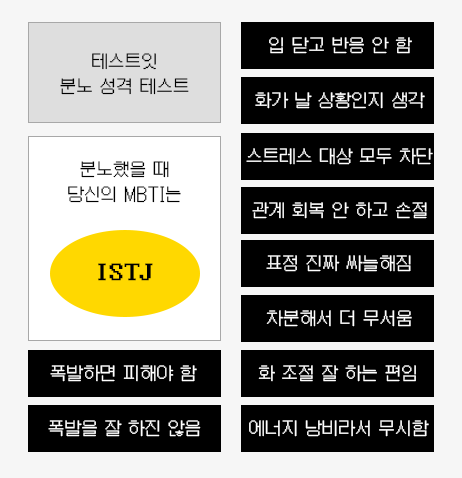 테스트잇
분노 성격 테스트
분노했을 때
당신의 MBTI는
ISTJ
폭발하면 피해야 함
폭발을 잘 하진 않음
입 닫고 반응 안 함
화가 날 상황인지 생각
스트레스 대상 모두 차단
관계 회복 안 하고 손절
표정 진짜 싸늘해짐
차분해서 더 무서움
화 조절 잘 하는 편임
에너지 낭비라서 무시함